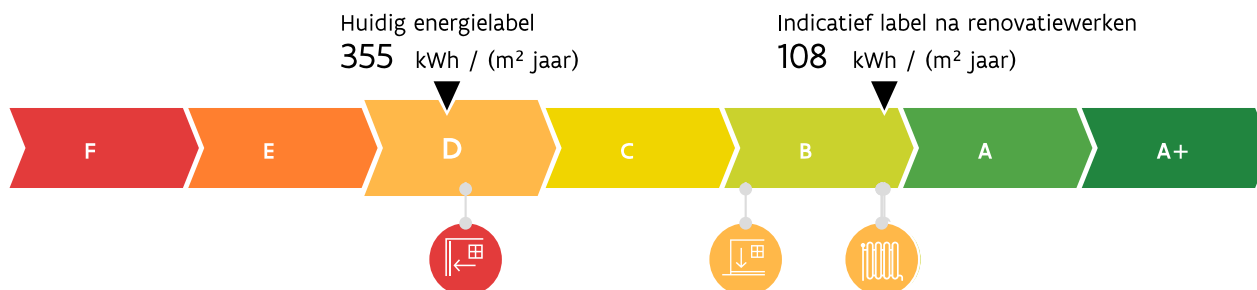 Huidig energielabel
355 kWh / (m² jaar)
Indicatief label na renovatiewerken
108 kWh / (m² jaar)
F E D C B A A+